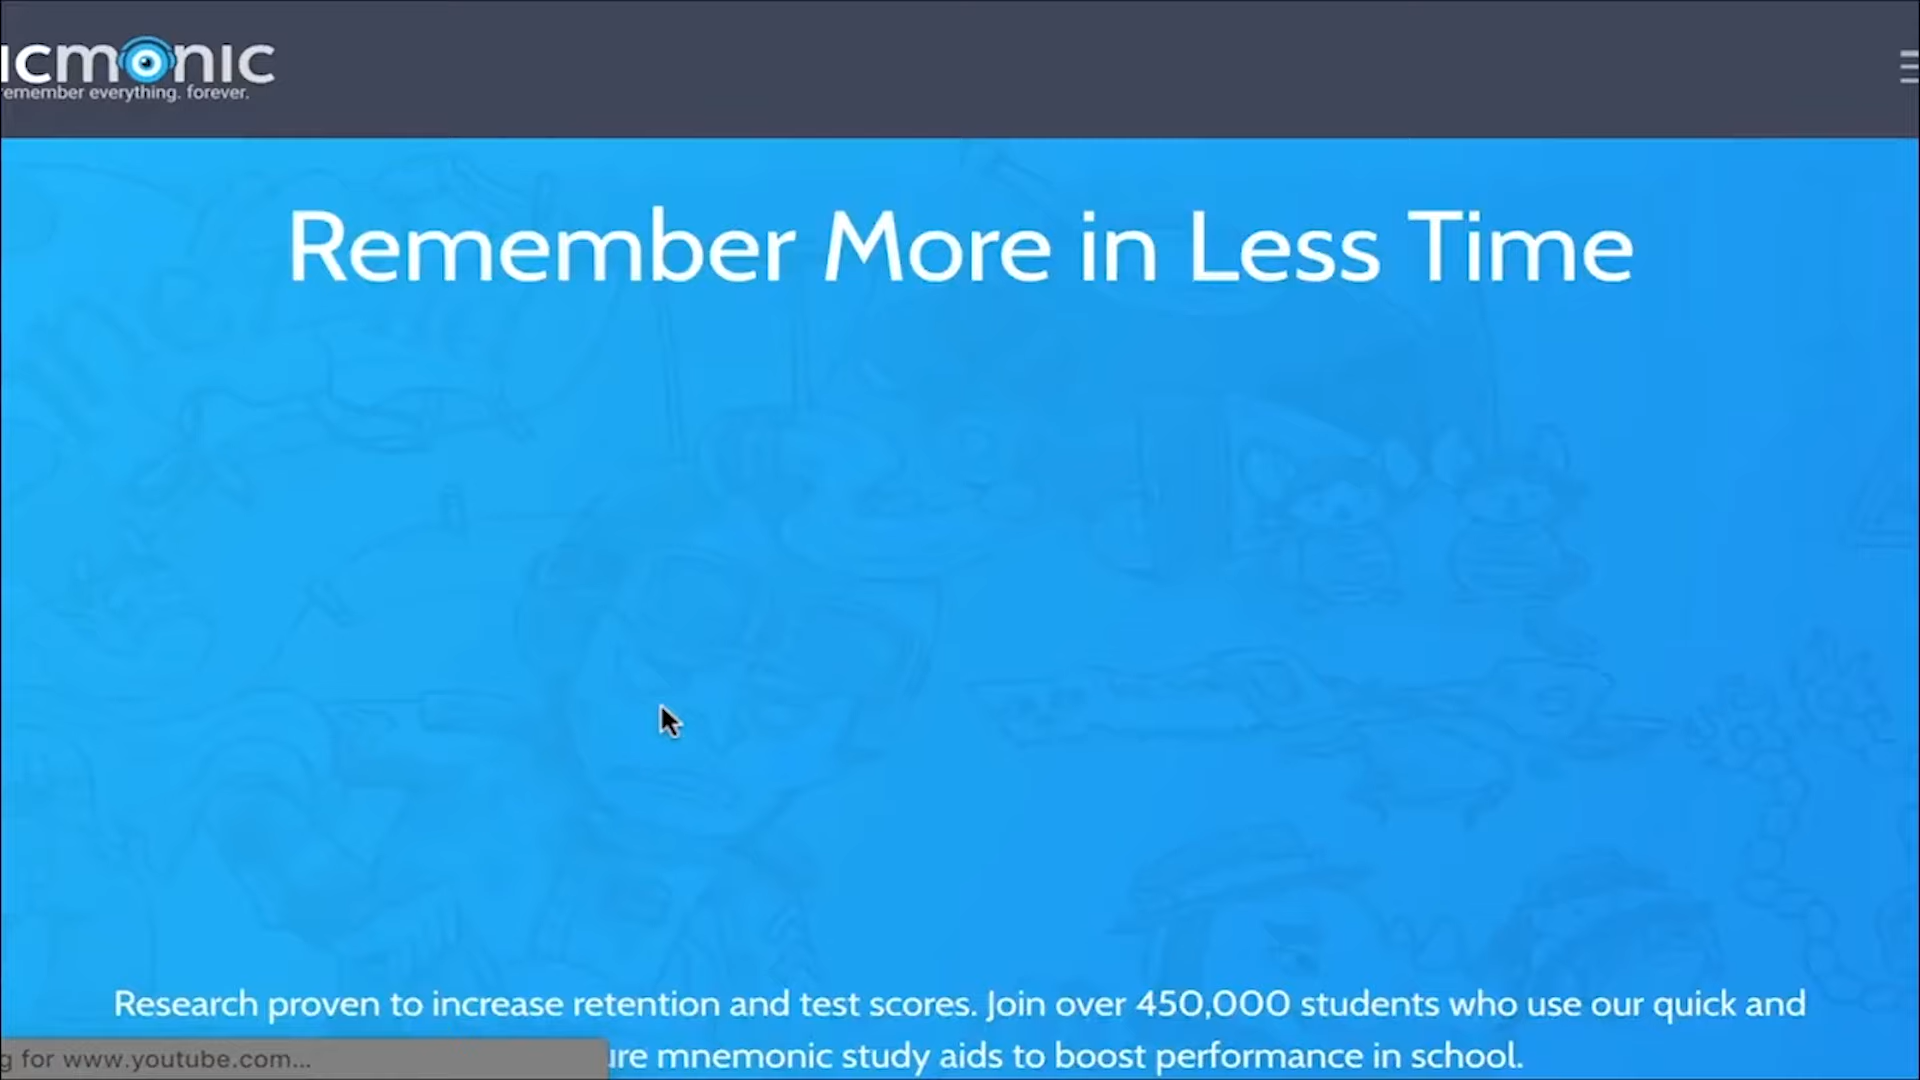 icmonic
emember everything. forever.
Remember More in Less Time
Research proven to increase retention and test scores. Join over 450,000 students who use our quick and
ure mnemonic study aids to boost performance in school.
g for www.youtube.com...